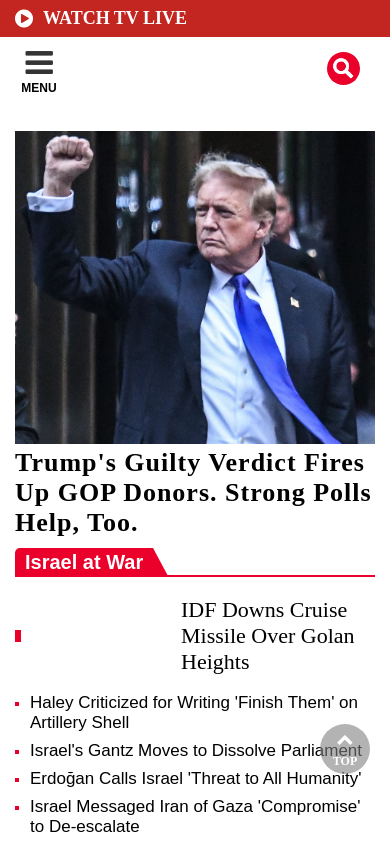 WATCH TV LIVE
MENU
Trump's Guilty Verdict Fires
Up GOP Donors. Strong Polls
Help, Too.
Israel at War
IDF Downs Cruise
Missile Over Golan
Heights
Haley Criticized for Writing 'Finish Them' on
Artillery Shell
Israel's Gantz Moves to Dissolve Parliament
Erdoğan Calls Israel 'Threat to All Humanity'
TOP
Israel Messaged Iran of Gaza 'Compromise'
to De-escalate